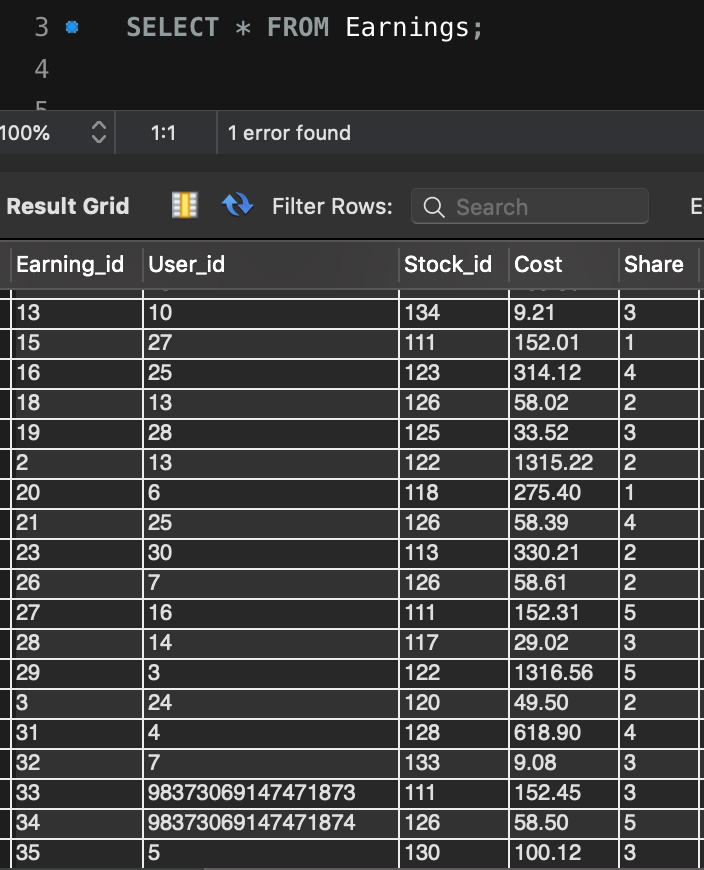 3 SELECT * FROM Earnings;
4
5
100% 1:1 1 error found
Result Grid Filter Rows: Search E
Earning_id User_id Stock_id Cost Share
13 10 134 9.21 3
15 27 111 152.01 1
16 25 123 314.12 4
18 13 126 58.02 2
19 28 125 33.52 3
2 13 122 1315.22 2
20 6 118 275.40 1
21 25 126 58.39 4
23 30 113 330.21 2
26 7 126 58.61 2
27 16 111 152.31 5
28 14 117 29.02 3
29 3 122 1316.56 5
3 24 120 49.50 2
31 4 128 618.90 4
32 7 133 9.08 3
33 98373069147471873 111 152.45 3
34 98373069147471874 126 58.50 5
35 5 130 100.12 3